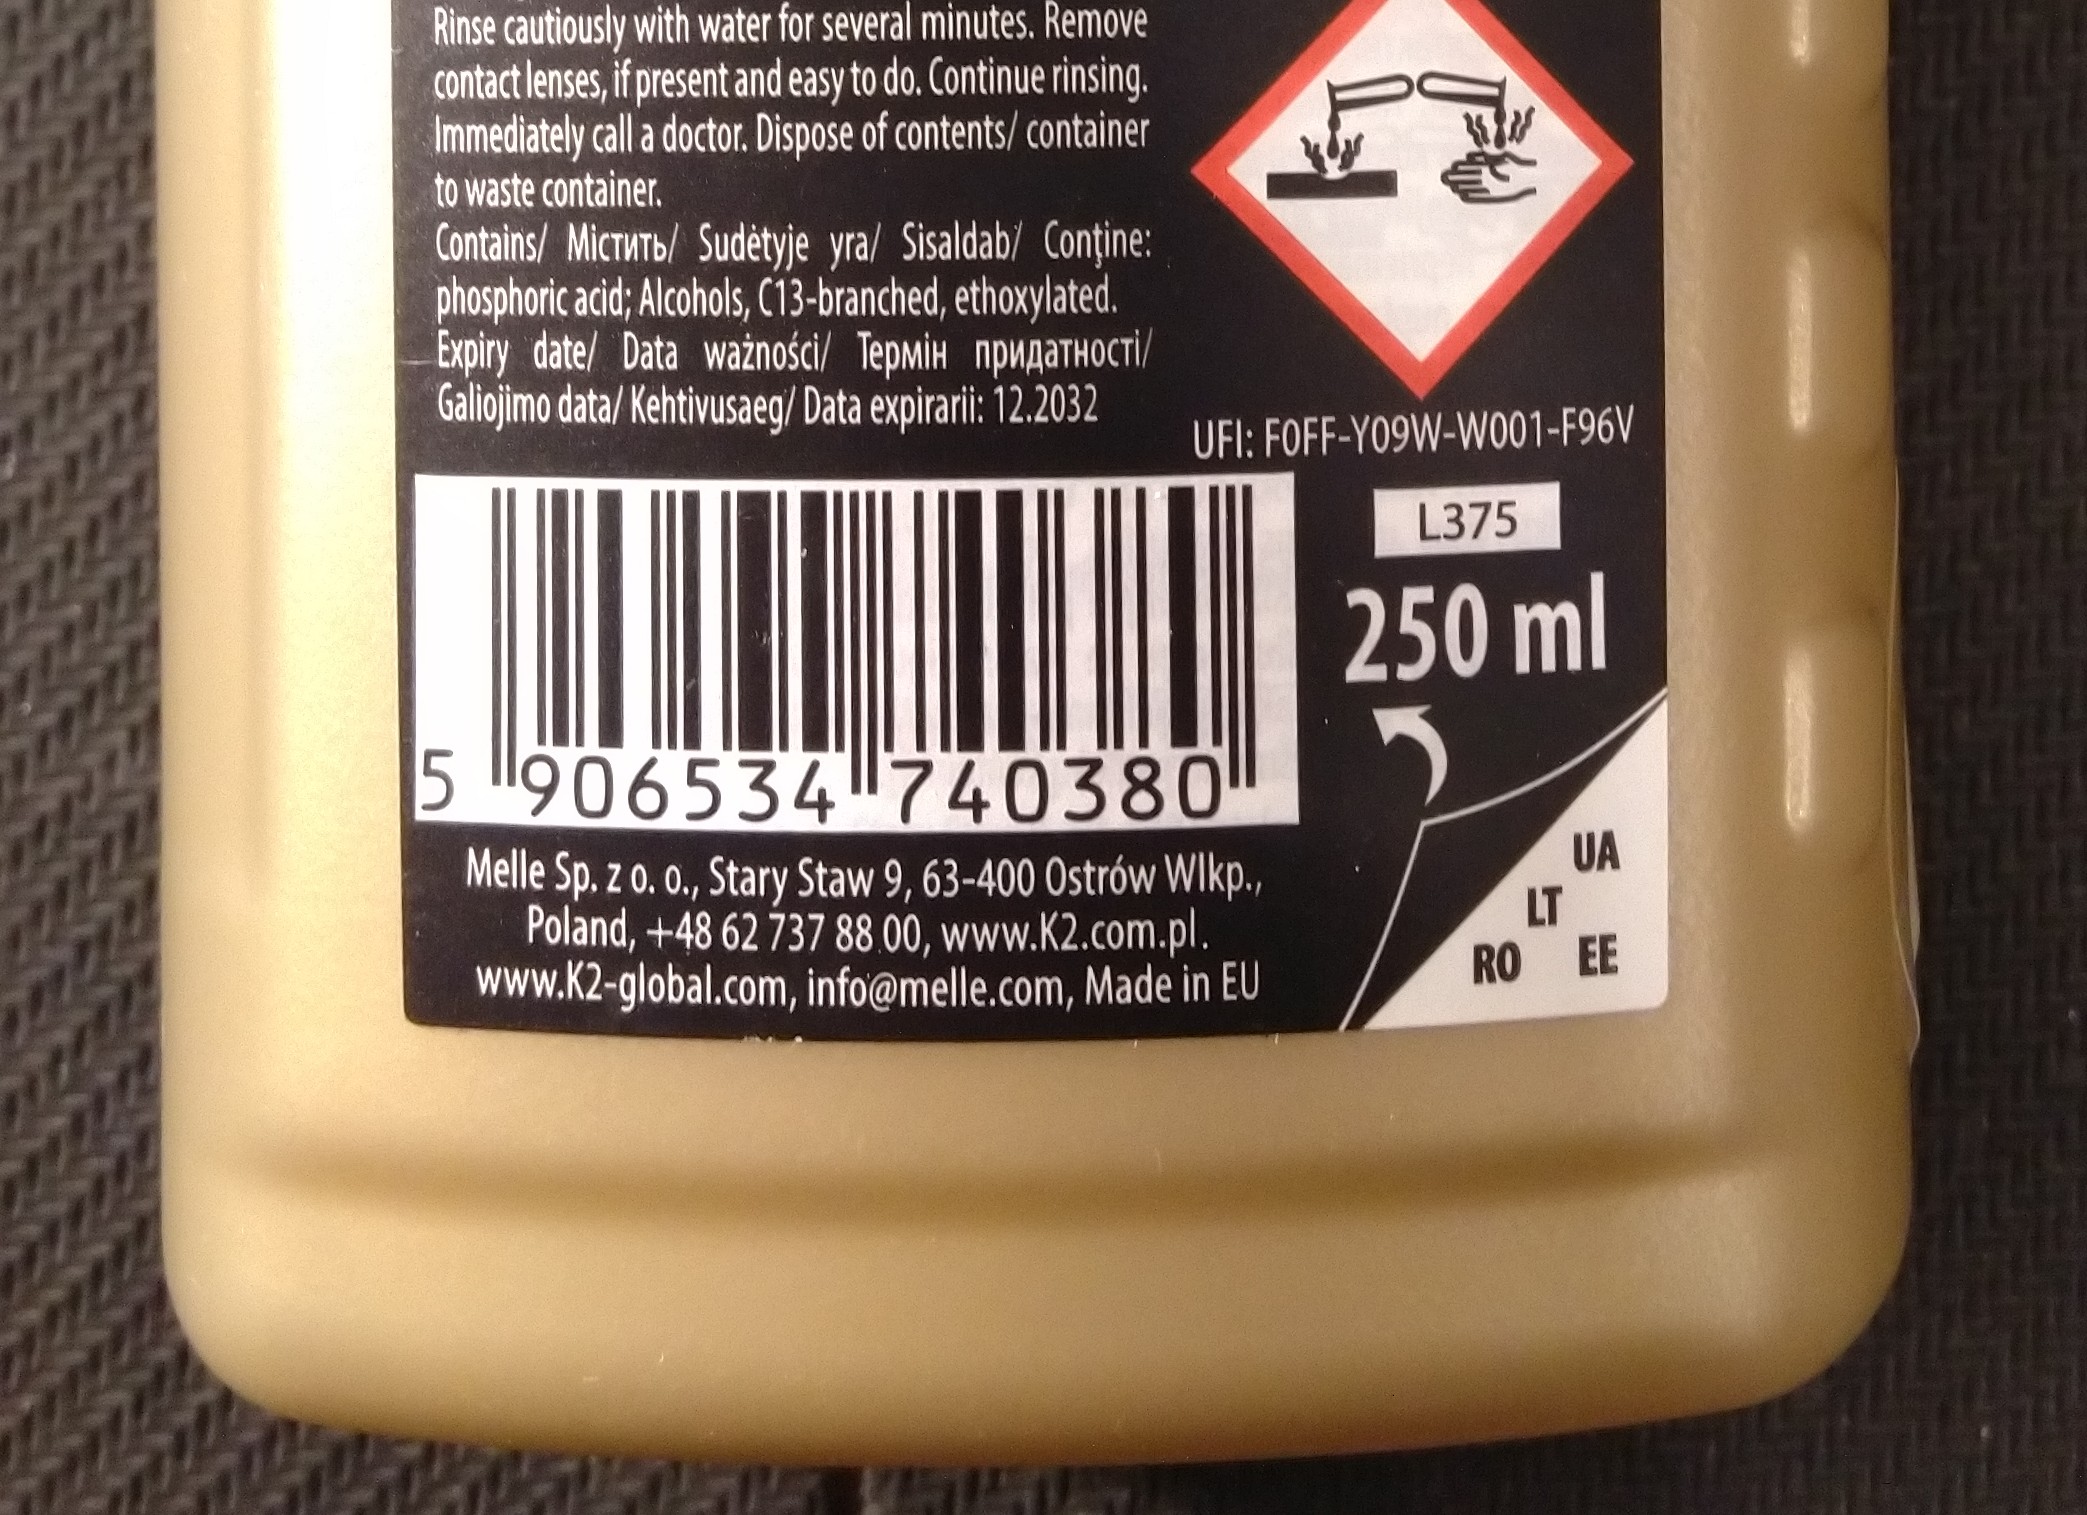 Rinse cautiously with water for several minutes. Remove
contact lenses, if present and easy to do. Continue rinsing.
Immediately call a doctor. Dispose of contents/ container
to waste container.
Contains/ Містить/ Sudėtyje yra/ Sisaldab/ Conţine:
phosphoric acid; Alcohols, C13-branched, ethoxylated.
Expiry date/ Data ważności/ Термін придатності/
Galiojimo data/ Kehtivusaeg/ Data expirarii: 12.2032
UFI: F0FF-Y09W-W001-F96V
L375
250 ml
5 906534 740380
Melle Sp. z o. o., Stary Staw 9, 63-400 Ostrów Wlkp.,
Poland, +48 62 737 88 00, www.K2.com.pl.
www.K2-global.com, info@melle.com, Made in EU
UA
LT
RO EE